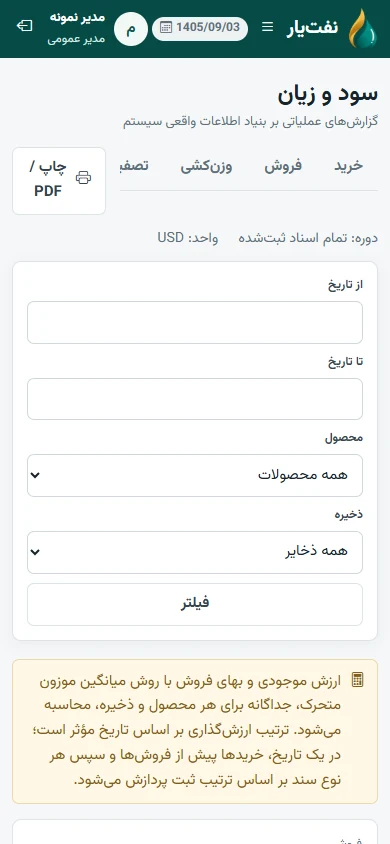 نفت‌یار
1405/09/03
م
مدیر نمونه
مدیر عمومی
سود و زیان
گزارش‌های عملیاتی بر بنیاد اطلاعات واقعی سیستم
خرید
فروش
وزن‌کشی
تصفی
چاپ /
PDF
دوره: تمام اسناد ثبت‌شده
واحد: USD
از تاریخ
تا تاریخ
محصول
همه محصولات
ذخیره
همه ذخایر
فیلتر
ارزش موجودی و بهای فروش با روش میانگین موزون
متحرک، جداگانه برای هر محصول و ذخیره، محاسبه
می‌شود. ترتیب ارزش‌گذاری بر اساس تاریخ مؤثر است؛
در یک تاریخ، خریدها پیش از فروش‌ها و سپس هر
نوع سند بر اساس ترتیب ثبت پردازش می‌شود.